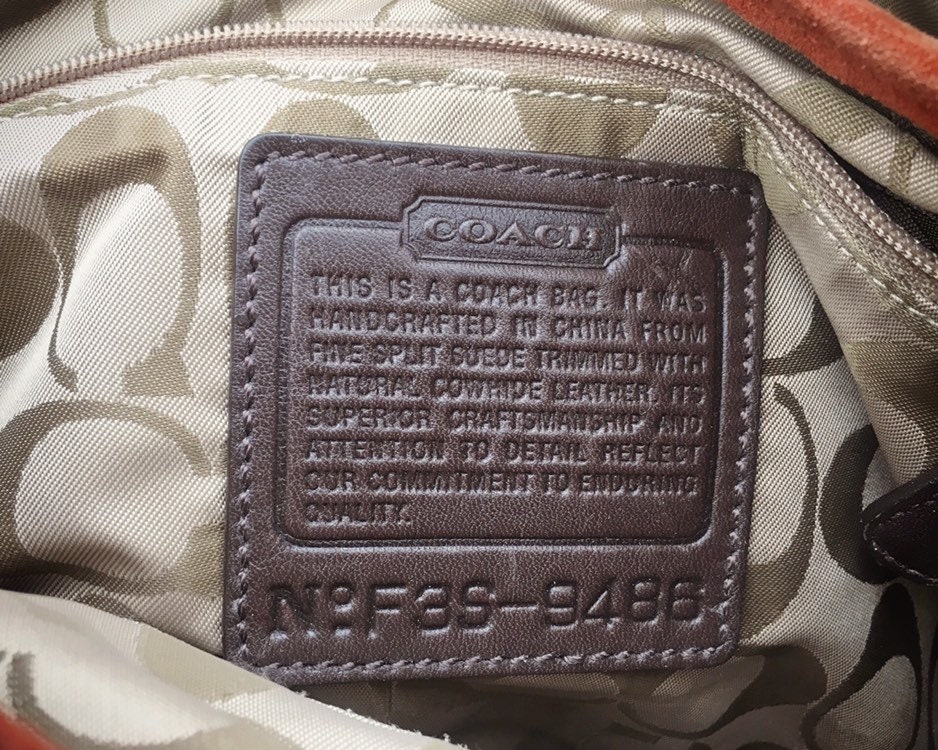 COACH
THIS IS A COACH BAG. IT WAS
HANDCRAFTED IN CHINA FROM
FINE SPLIT SUEDE TRIMMED WITH
NATURAL COWHIDE LEATHER. ITS
SUPERIOR CRAFTSMANSHIP AND
ATTENTION TO DETAIL REFLECT
OUR COMMITMENT TO ENDURING
QUALITY.
Nº F3S-9486